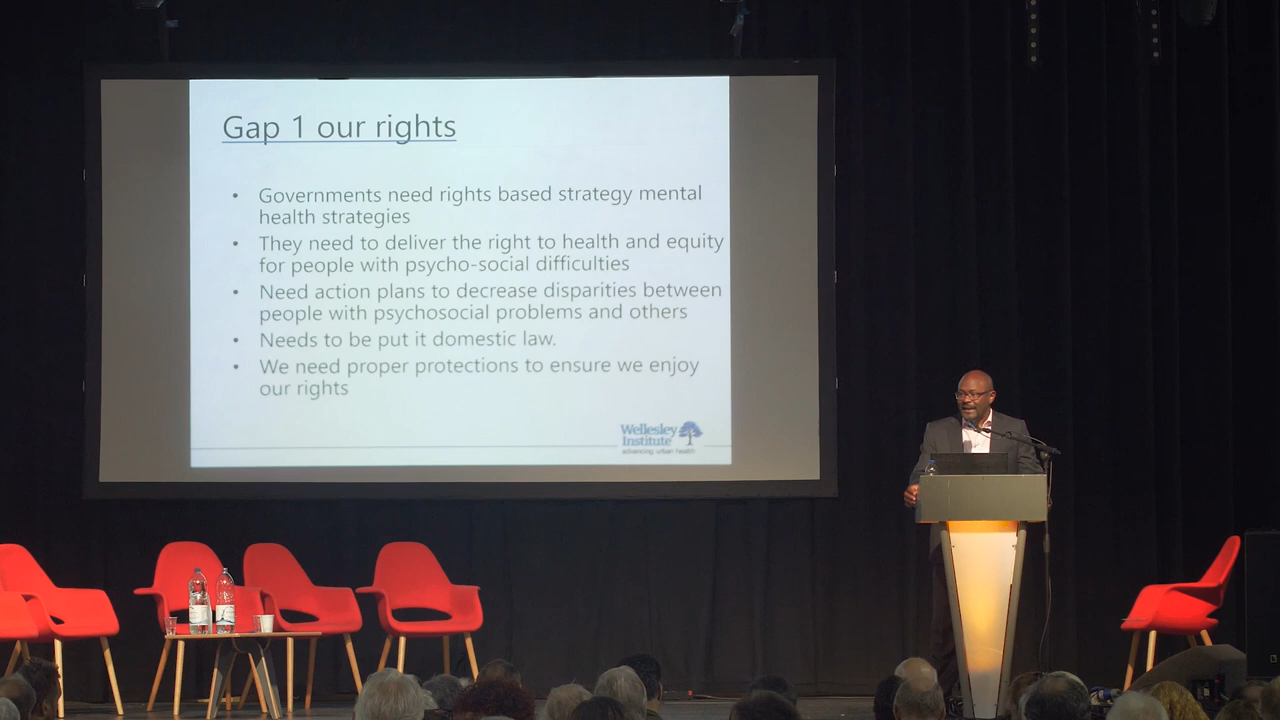 Gap 1 our rights
• Governments need rights based strategy mental
health strategies
• They need to deliver the right to health and equity
for people with psycho-social difficulties
• Need action plans to decrease disparities between
people with psychosocial problems and others
• Needs to be put it domestic law.
• We need proper protections to ensure we enjoy
our rights
Wellesley
Institute
advancing urban health